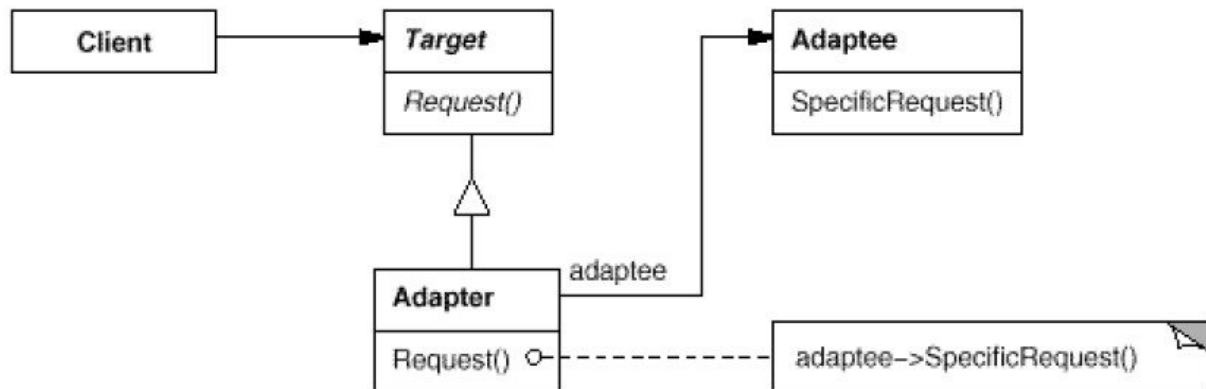 Client
Target
Request()
Adaptee
SpecificRequest()
adaptee
Adapter
Request()
adaptee->SpecificRequest()